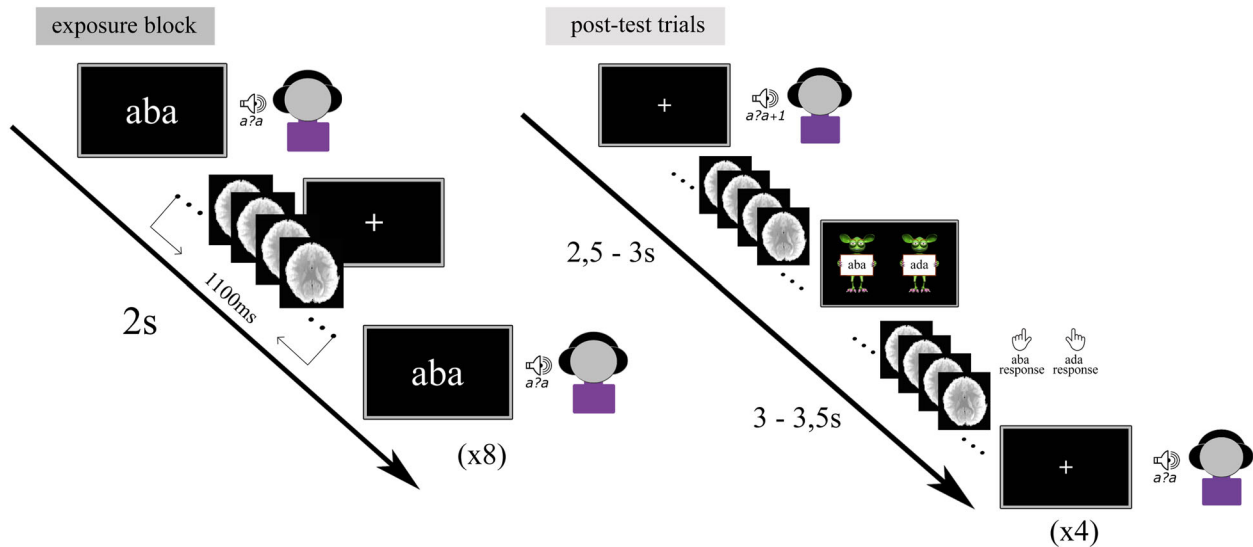 exposure block
aba
a?a
+
1100ms
2s
aba
a?a
(x8)
post-test trials
+
a?a+1
2,5 - 3s
aba
ada
aba
response
ada
response
3 - 3,5s
+
a?a
(x4)